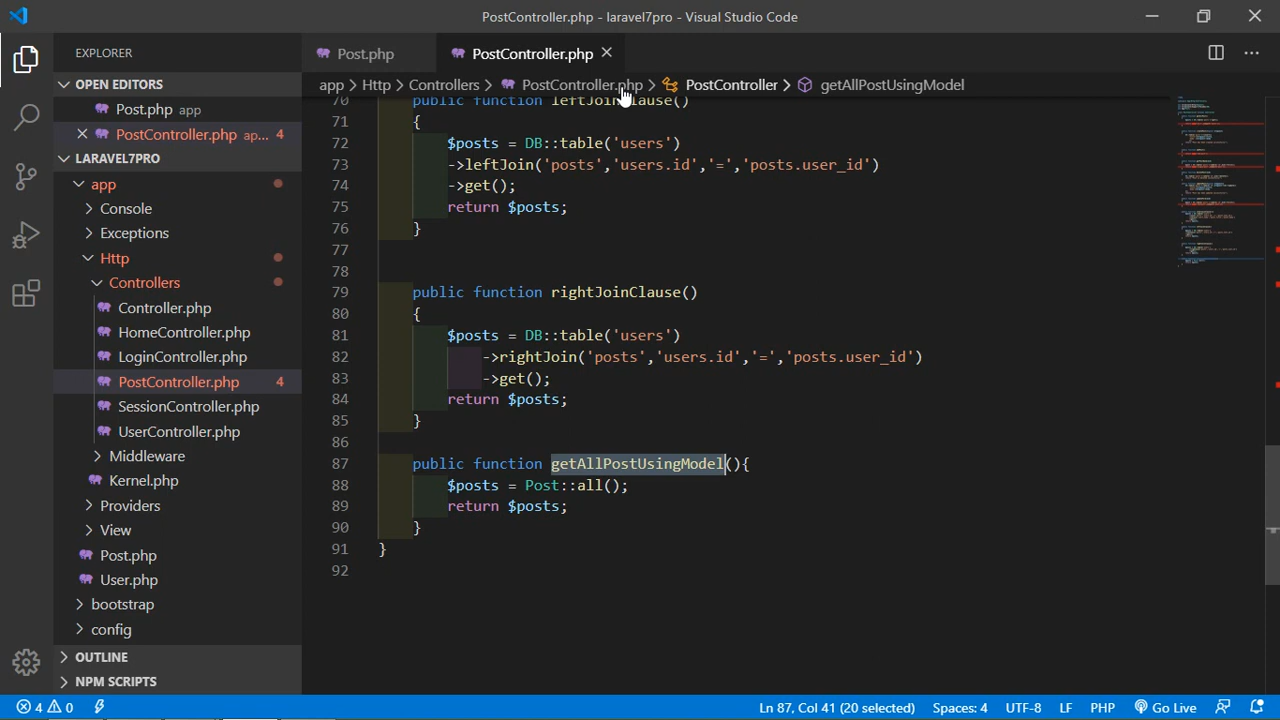 PostController.php - laravel7pro - Visual Studio Code
EXPLORER
OPEN EDITORS
Post.php app
PostController.php ap... 4
LARAVEL7PRO
app
Console
Exceptions
Http
Controllers
Controller.php
HomeController.php
LoginController.php
PostController.php 4
SessionController.php
UserController.php
Middleware
Kernel.php
Providers
View
Post.php
User.php
bootstrap
config
OUTLINE
NPM SCRIPTS
Post.php PostController.php
app > Http > Controllers > PostController.php > PostController > getAllPostUsingModel
70 public function leftJoinClause()
71 {
72 $posts = DB::table('users')
73 ->leftJoin('posts','users.id','=','posts.user_id')
74 ->get();
75 return $posts;
76 }
77
78
79 public function rightJoinClause()
80 {
81 $posts = DB::table('users')
82 ->rightJoin('posts','users.id','=','posts.user_id')
83 ->get();
84 return $posts;
85 }
86
87 public function getAllPostUsingModel(){
88 $posts = Post::all();
89 return $posts;
90 }
91 }
92
4 0 Ln 87, Col 41 (20 selected) Spaces: 4 UTF-8 LF PHP Go Live